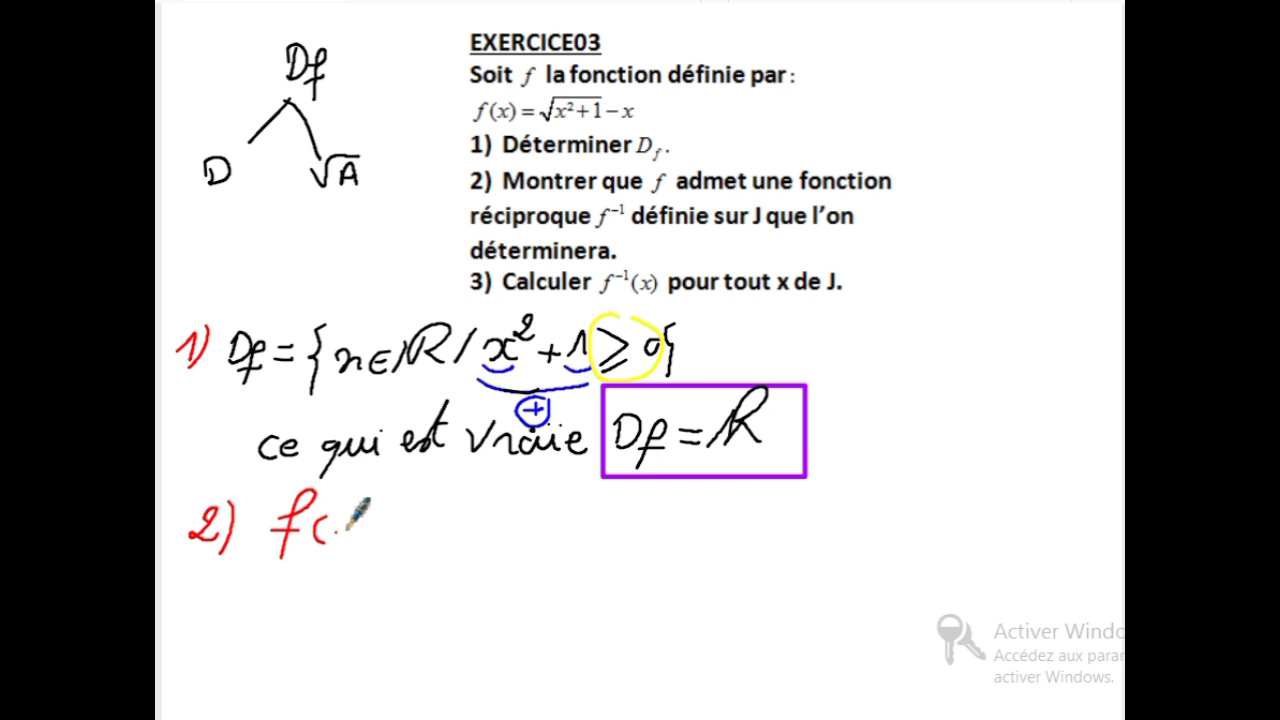 Df
D √A
EXERCICE03
Soit f la fonction définie par :
f(x) = √x²+1 − x
1) Déterminer D_f.
2) Montrer que f admet une fonction
réciproque f⁻¹ définie sur J que l'on
déterminera.
3) Calculer f⁻¹(x) pour tout x de J.
1) Df = { x ∈ ℝ / x² + 1 ≥ 0 }
+
ce qui est vraie Df = ℝ
2) f(
Activer Windo
Accédez aux parar
activer Windows.